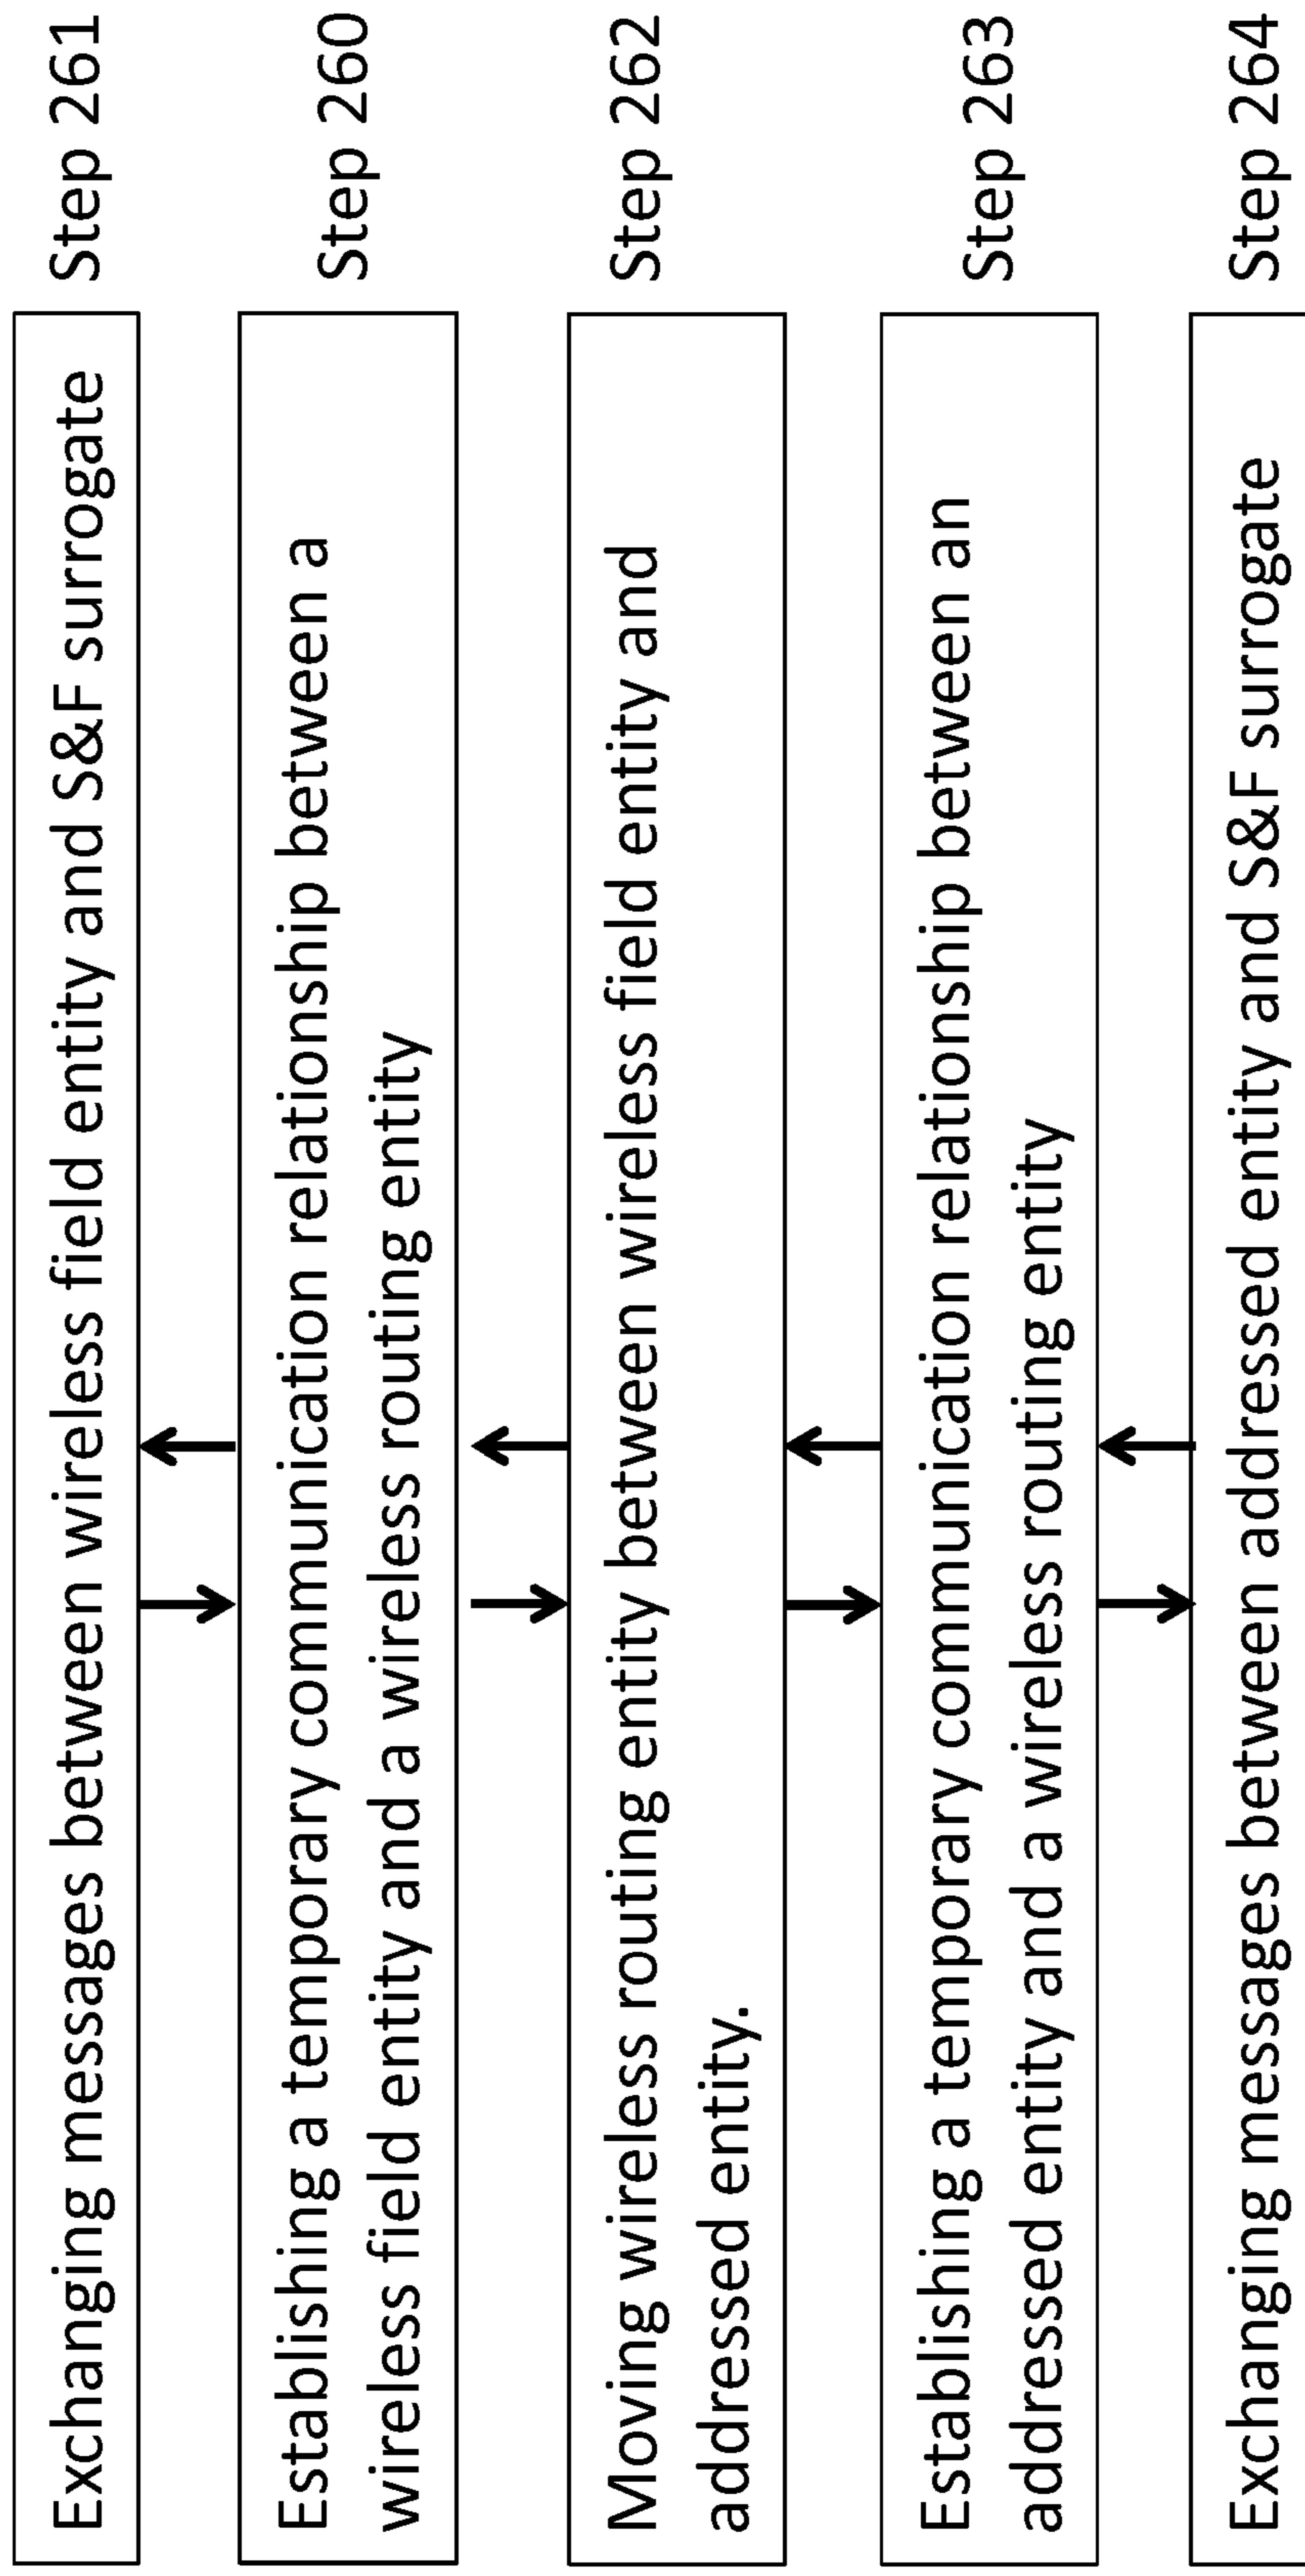 Exchanging messages between wireless field entity and S&F surrogate
Step 261
Establishing a temporary communication relationship between a
wireless field entity and a wireless routing entity
Step 260
Moving wireless routing entity between wireless field entity and
addressed entity.
Step 262
Establishing a temporary communication relationship between an
addressed entity and a wireless routing entity
Step 263
Exchanging messages between addressed entity and S&F surrogate
Step 264